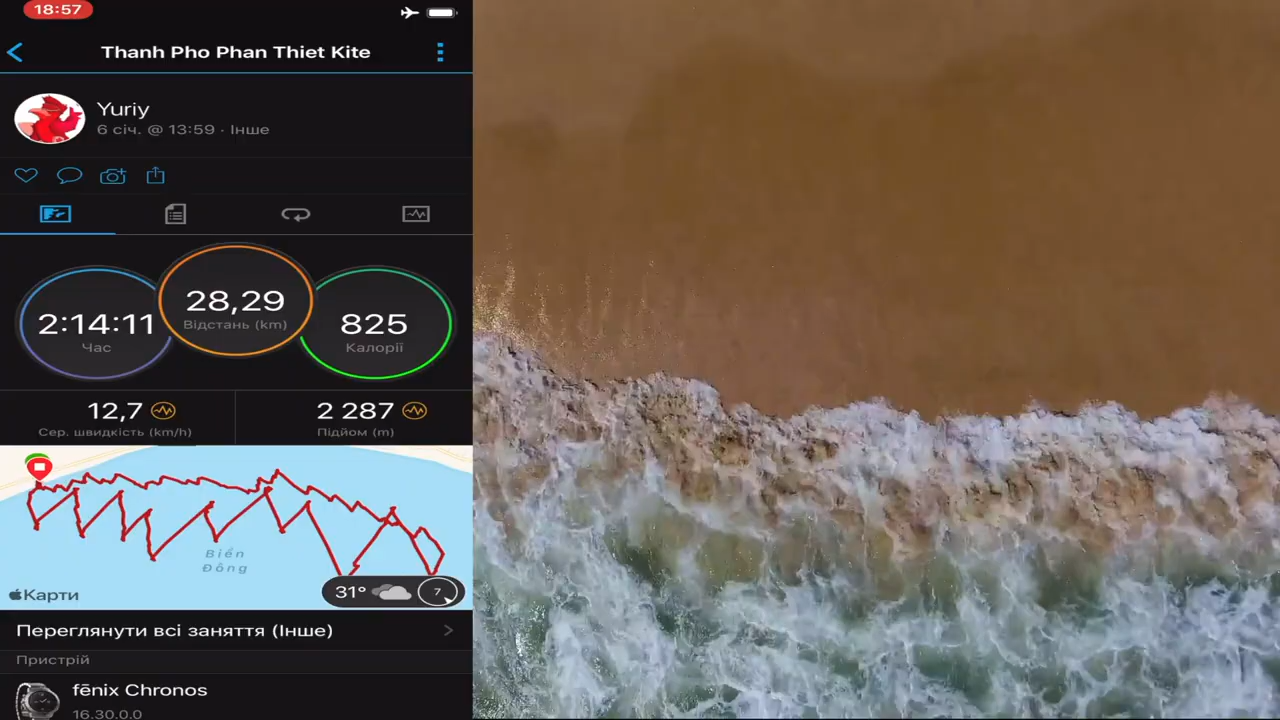 18:57
Thanh Pho Phan Thiet Kite
Yuriy
6 січ. @ 13:59 · Інше
2:14:11
Час
28,29
Відстань (km)
825
Калорії
12,7
Сер. швидкість (km/h)
2 287
Підйом (m)
Biển
Đông
Карти
31°
7
Переглянути всі заняття (Інше)
Пристрій
fēnix Chronos
16.30.0.0